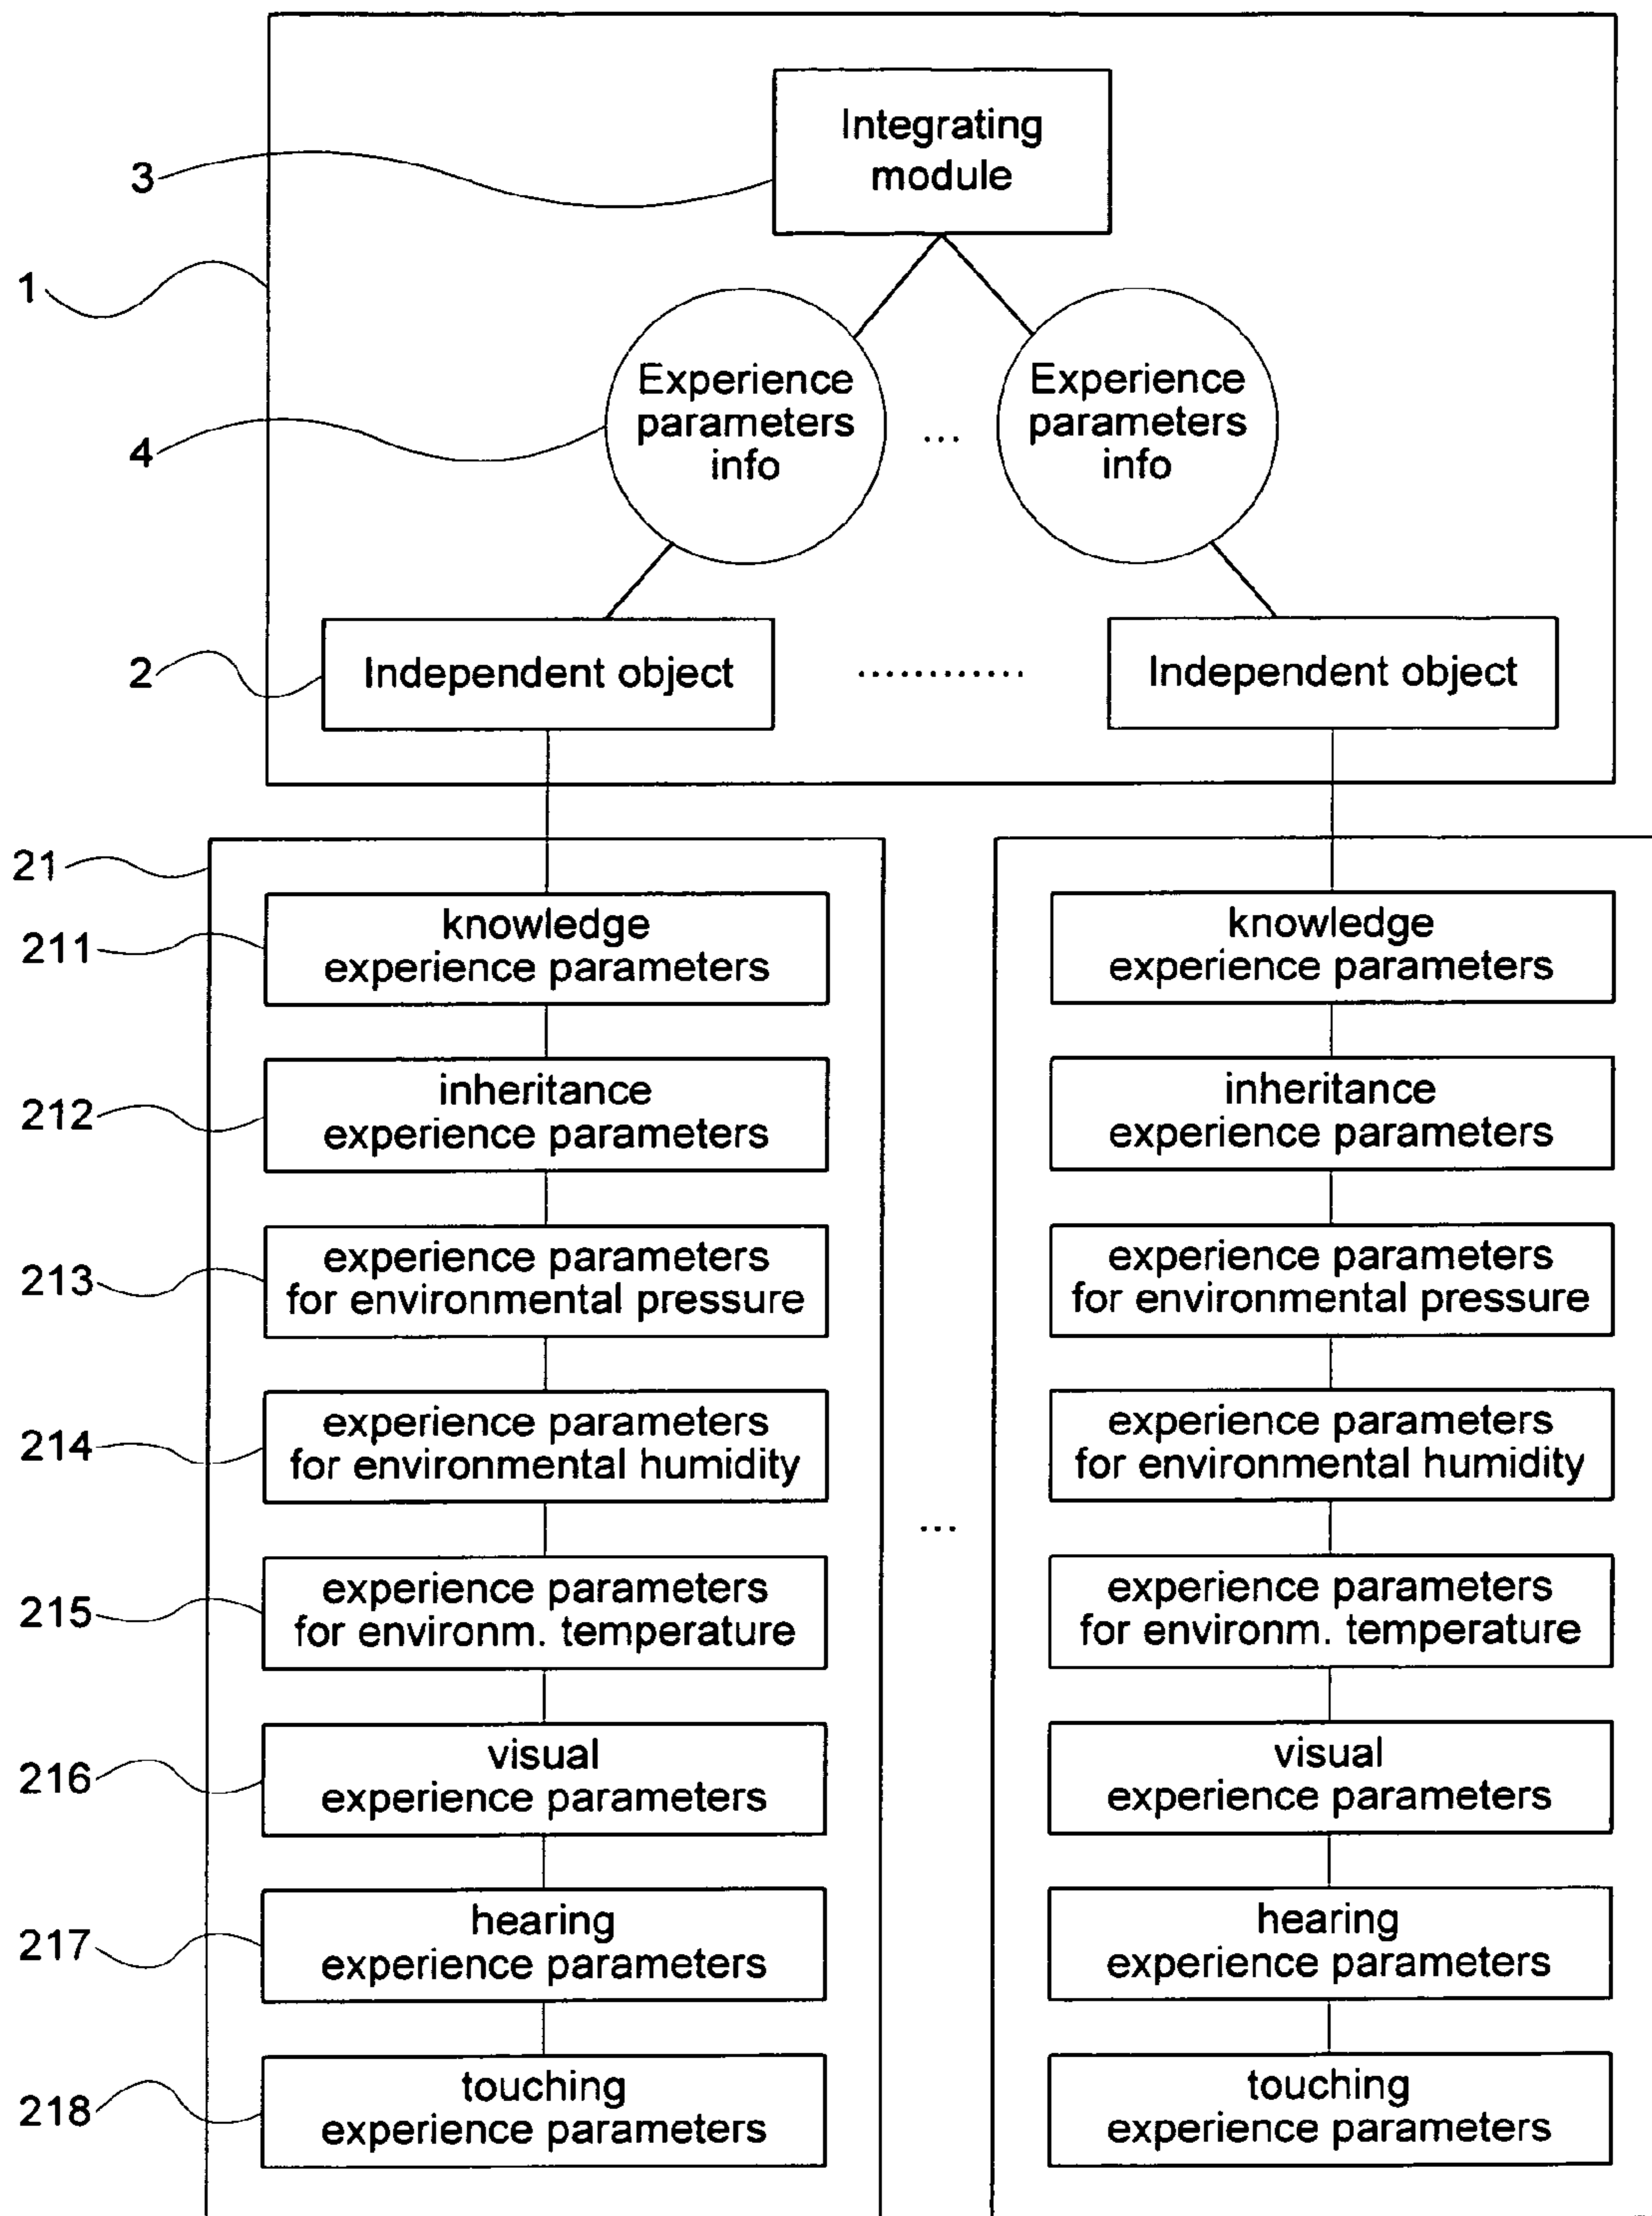 Integrating
module
3
1
Experience
parameters
info
...
Experience
parameters
info
4
2
Independent object
............
Independent object
21
211
knowledge
experience parameters
knowledge
experience parameters
212
inheritance
experience parameters
inheritance
experience parameters
213
experience parameters
for environmental pressure
experience parameters
for environmental pressure
214
experience parameters
for environmental humidity
experience parameters
for environmental humidity
...
215
experience parameters
for environm. temperature
experience parameters
for environm. temperature
216
visual
experience parameters
visual
experience parameters
217
hearing
experience parameters
hearing
experience parameters
218
touching
experience parameters
touching
experience parameters